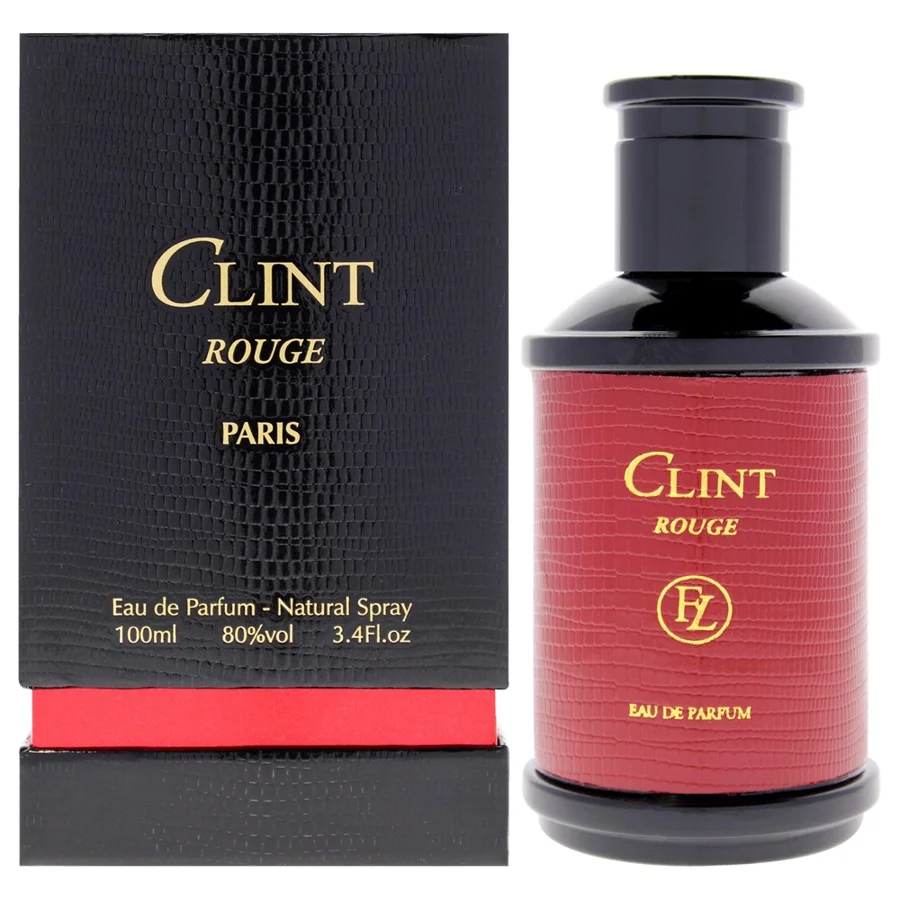 CLINT
ROUGE
PARIS
Eau de Parfum - Natural Spray
100ml 80%vol 3.4Fl.oz
CLINT
ROUGE
FL
EAU DE PARFUM